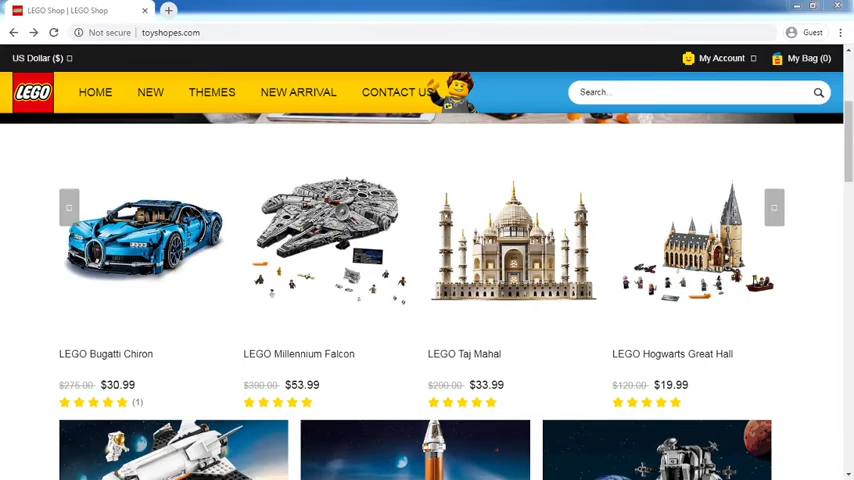 LEGO Shop | LEGO Shop
Not secure | toyshopes.com
Guest
US Dollar ($)
My Account
My Bag (0)
LEGO
HOME
NEW
THEMES
NEW ARRIVAL
CONTACT US
Search...
LEGO Bugatti Chiron
LEGO Millennium Falcon
LEGO Taj Mahal
LEGO Hogwarts Great Hall
$275.00 $30.99
$390.00 $53.99
$290.00 $33.99
$120.00 $19.99
(1)